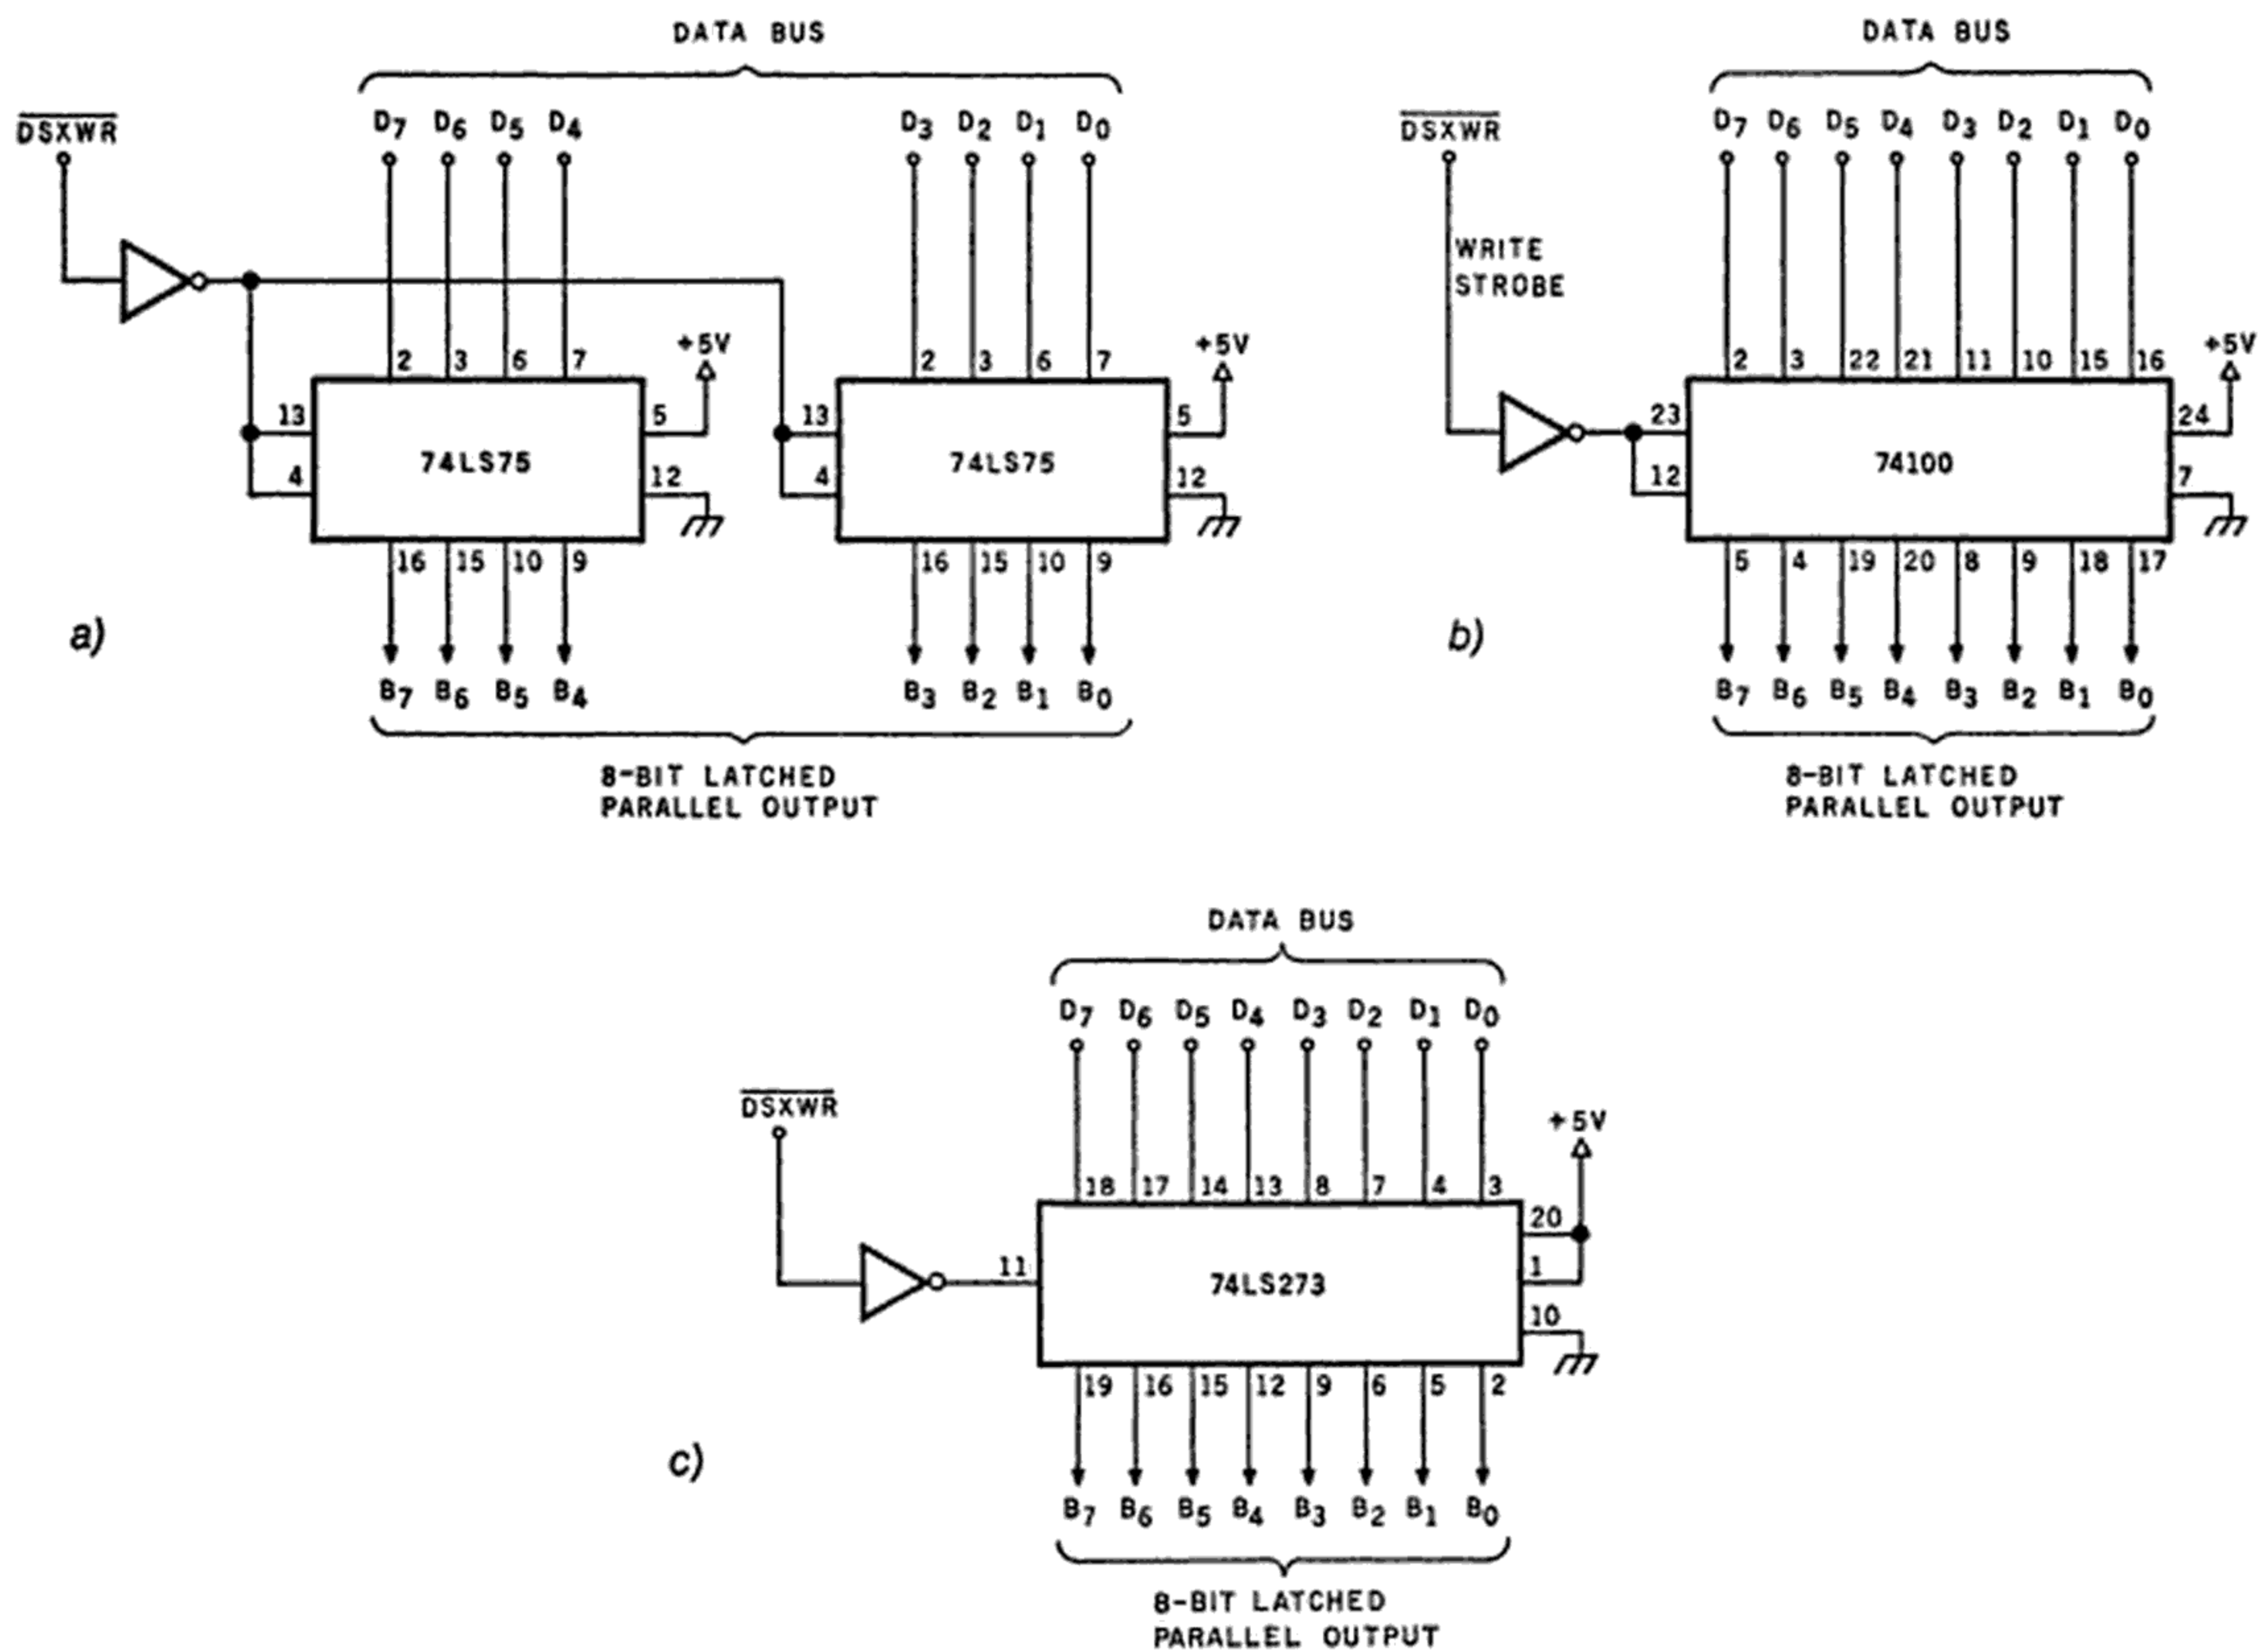 DATA BUS
DSXWR
D7 D6 D5 D4 D3 D2 D1 D0
2 3 6 7 2 3 6 7
+5V +5V
13 5 13 5
74LS75 74LS75
4 12 4 12
16 15 10 9 16 15 10 9
a)
B7 B6 B5 B4 B3 B2 B1 B0
8-BIT LATCHED
PARALLEL OUTPUT
DATA BUS
DSXWR
D7 D6 D5 D4 D3 D2 D1 D0
WRITE
STROBE
2 3 22 21 11 10 15 16
+5V
23 24
74100
12 7
5 4 19 20 8 9 18 17
b)
B7 B6 B5 B4 B3 B2 B1 B0
8-BIT LATCHED
PARALLEL OUTPUT
DATA BUS
D7 D6 D5 D4 D3 D2 D1 D0
DSXWR
+5V
18 17 14 13 8 7 4 3
20
11 74LS273 1
10
19 16 15 12 9 6 5 2
c)
B7 B6 B5 B4 B3 B2 B1 B0
8-BIT LATCHED
PARALLEL OUTPUT